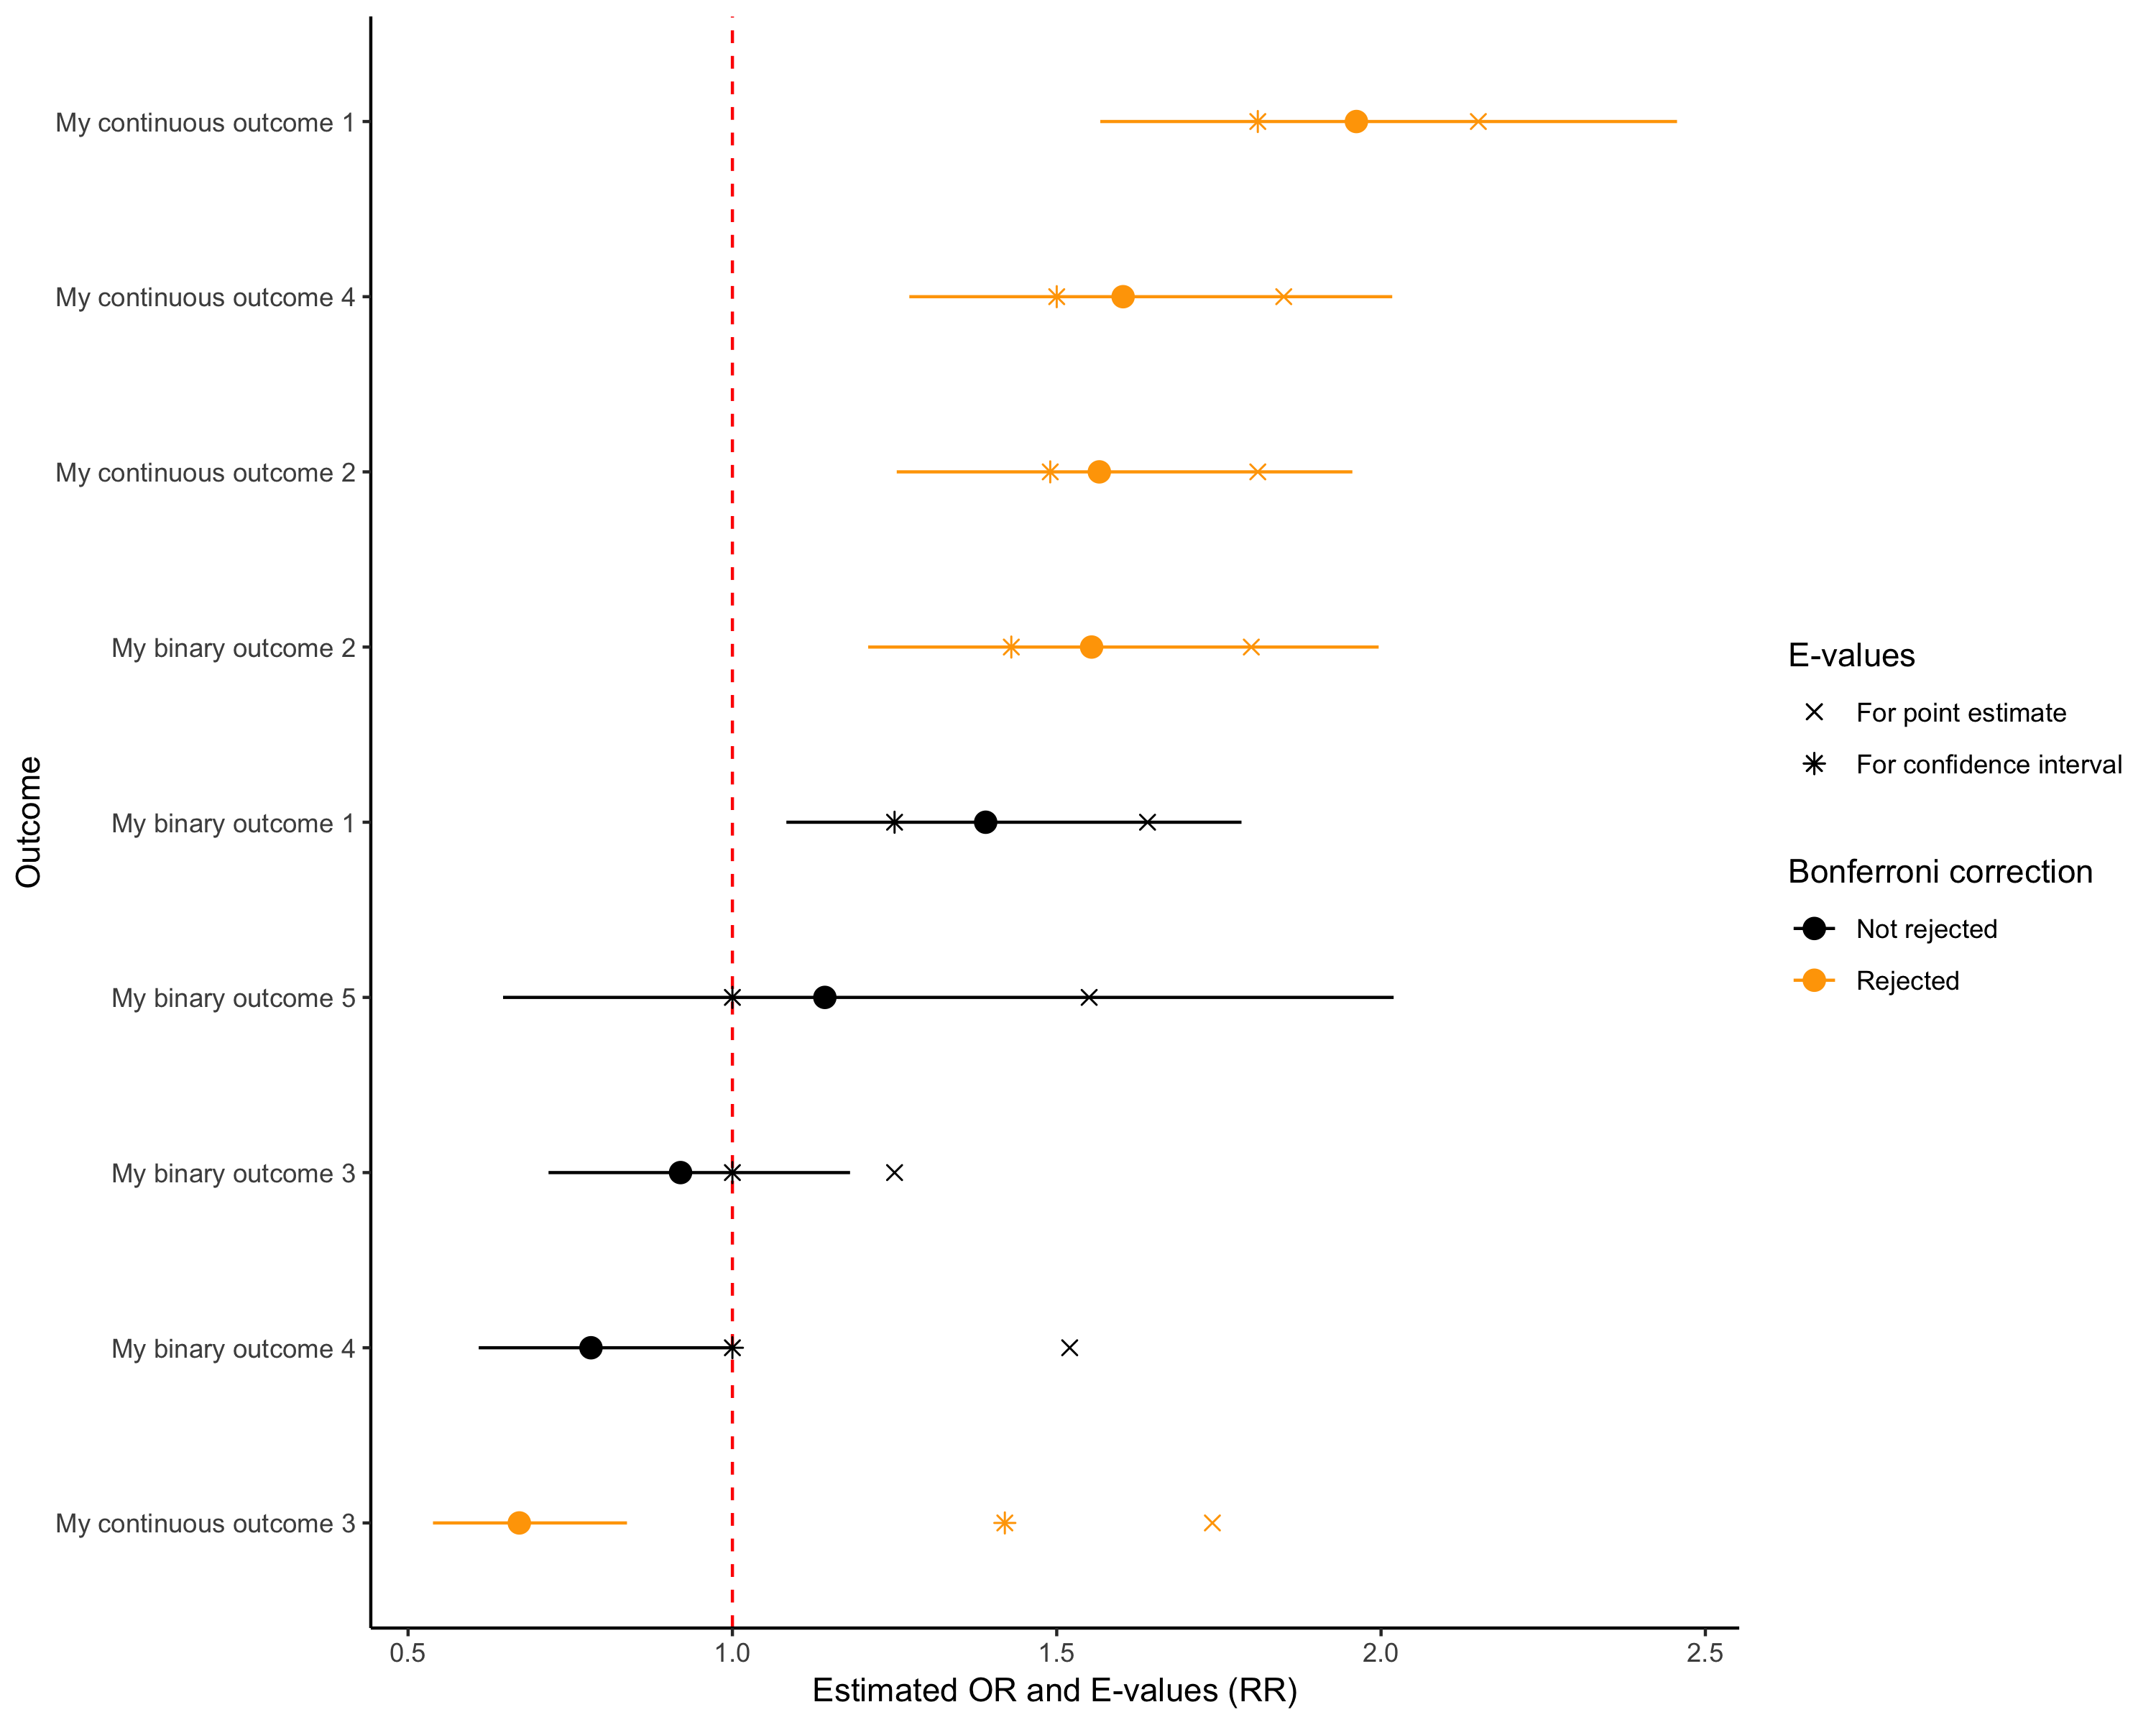 My continuous outcome 1
My continuous outcome 4
My continuous outcome 2
My binary outcome 2
My binary outcome 1
My binary outcome 5
My binary outcome 3
My binary outcome 4
My continuous outcome 3
Outcome
0.5 1.0 1.5 2.0 2.5
Estimated OR and E-values (RR)
E-values
For point estimate
For confidence interval
Bonferroni correction
Not rejected
Rejected